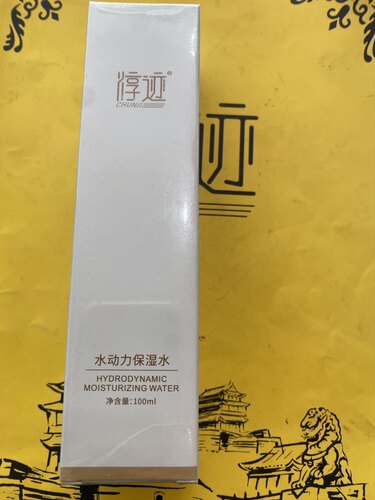 淳迹®
CHUNJI
迹
水动力保湿水
HYDRODYNAMIC
MOISTURIZING WATER
净含量:100ml